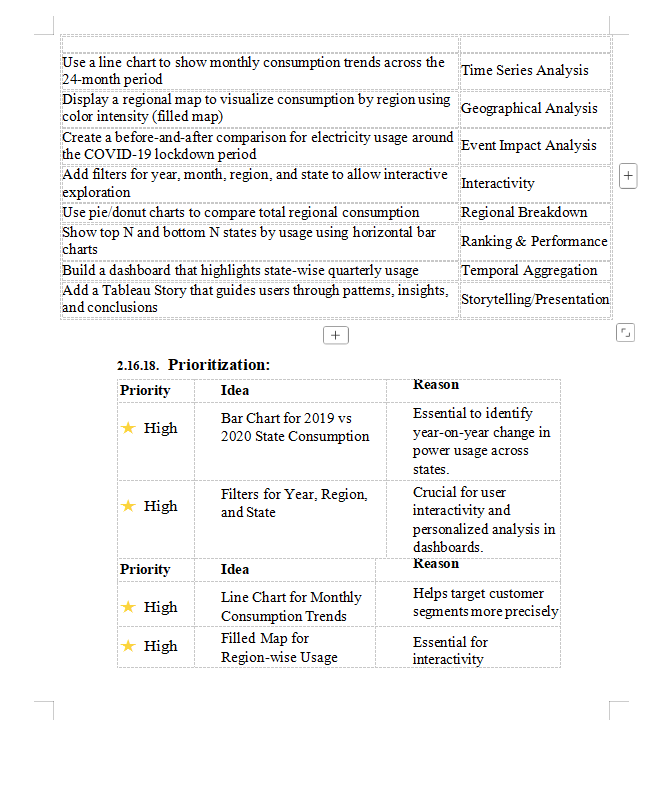 Use a line chart to show monthly consumption trends across the
24-month period
Time Series Analysis
Display a regional map to visualize consumption by region using
color intensity (filled map)
Geographical Analysis
Create a before-and-after comparison for electricity usage around
the COVID-19 lockdown period
Event Impact Analysis
Add filters for year, month, region, and state to allow interactive
exploration
Interactivity
Use pie/donut charts to compare total regional consumption
Regional Breakdown
Show top N and bottom N states by usage using horizontal bar
charts
Ranking & Performance
Build a dashboard that highlights state-wise quarterly usage
Temporal Aggregation
Add a Tableau Story that guides users through patterns, insights,
and conclusions
Storytelling/Presentation
2.16.18. Prioritization:
Priority
Idea
Reason
High
Bar Chart for 2019 vs
2020 State Consumption
Essential to identify
year-on-year change in
power usage across
states.
High
Filters for Year, Region,
and State
Crucial for user
interactivity and
personalized analysis in
dashboards.
Priority
Idea
Reason
High
Line Chart for Monthly
Consumption Trends
Helps target customer
segments more precisely
High
Filled Map for
Region-wise Usage
Essential for
interactivity